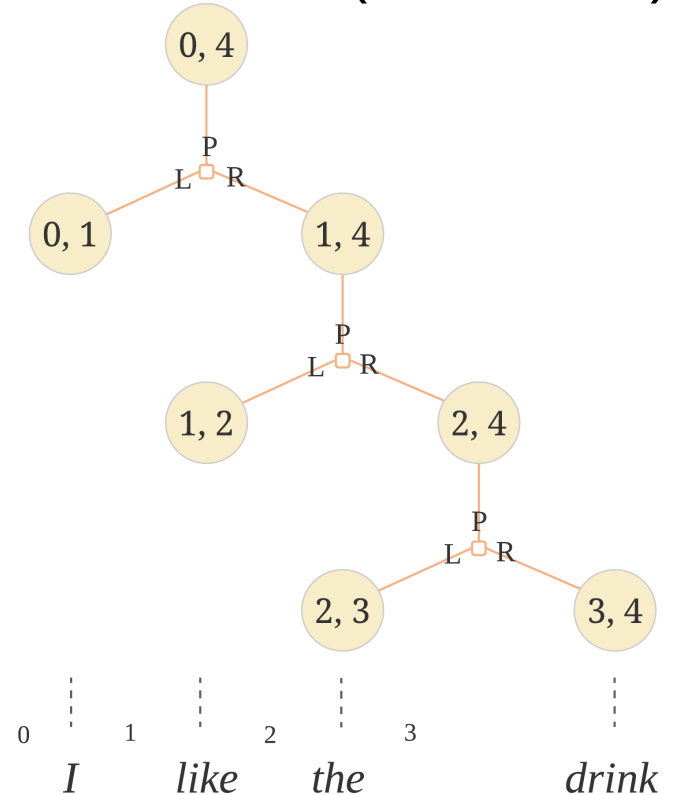 0, 4
P
L R
0, 1 1, 4
P
L R
1, 2 2, 4
P
L R
2, 3 3, 4
0 1 2 3
I like the drink